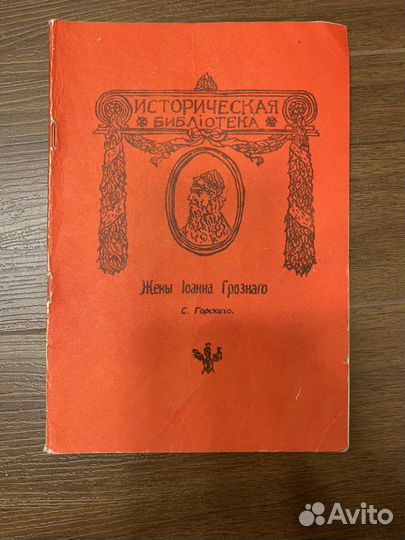 ИСТОРИЧЕСКАЯ
БИБЛІОТЕКА
Жены Іоанна Грознаго
С. Горскаго.
Avito